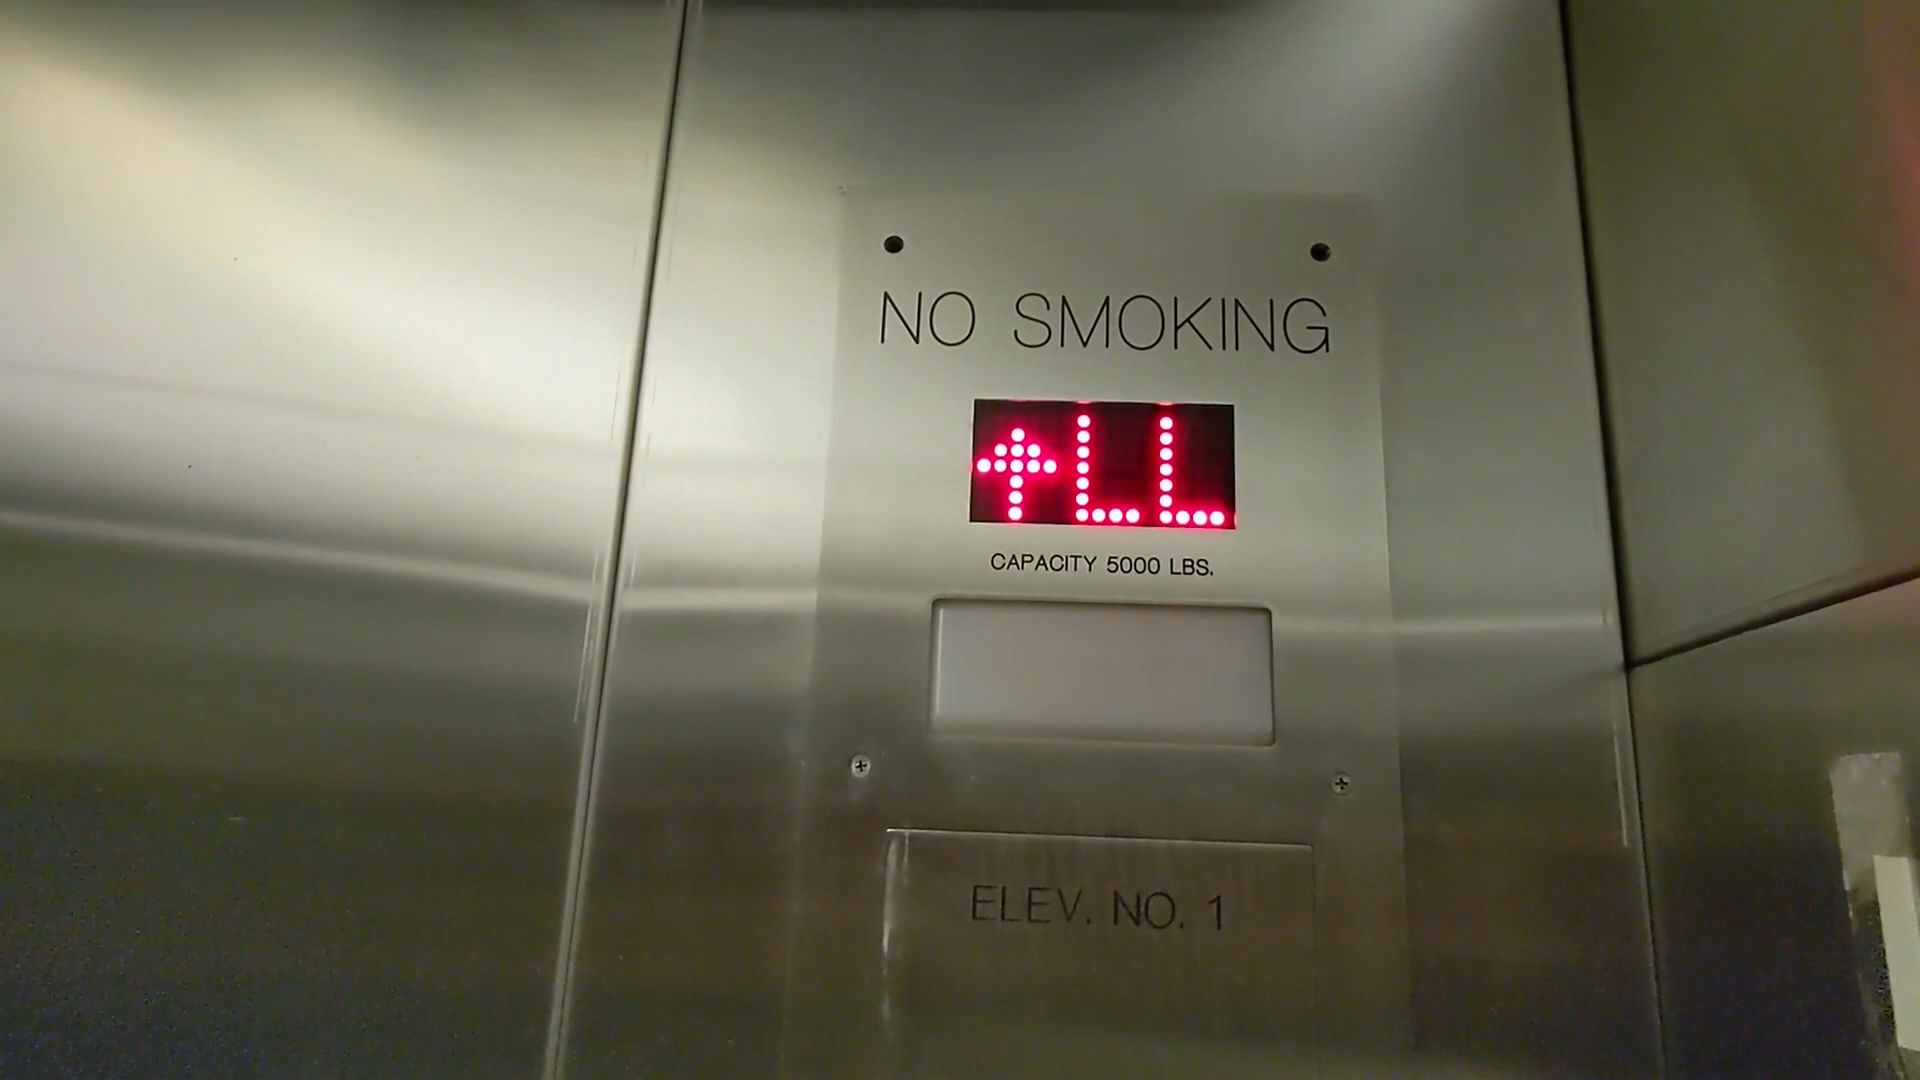 NO SMOKING
↑LL
CAPACITY 5000 LBS.
ELEV. NO. 1